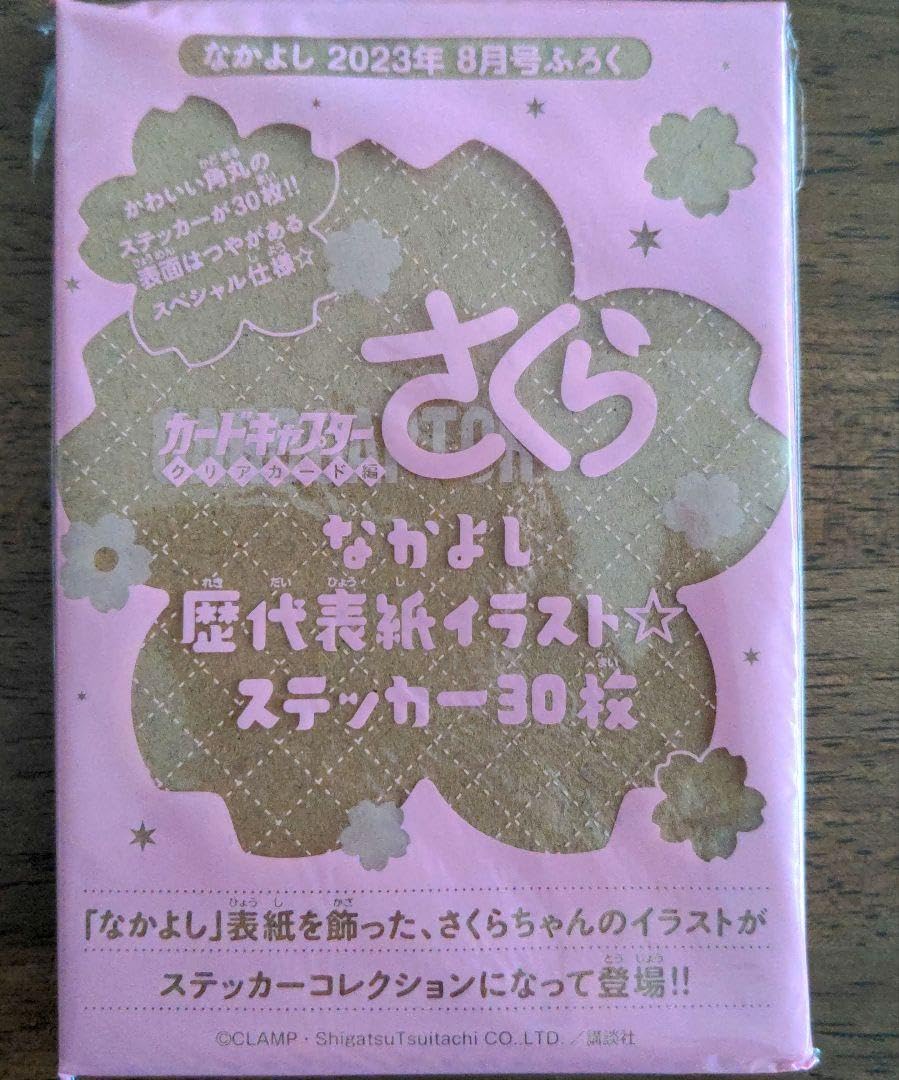 なかよし 2023年 8月号ふろく
かわいい角丸の
ステッカーが30枚!!
表面はつやがある
スペシャル仕様☆
さくら
カードキャプター
クリアカード編
なかよし
歴代表紙イラスト☆
ステッカー30枚
「なかよし」表紙を飾った、さくらちゃんのイラストが
ステッカーコレクションになって登場!!
©CLAMP・ShigatsuTsuitachi CO.,LTD.／講談社